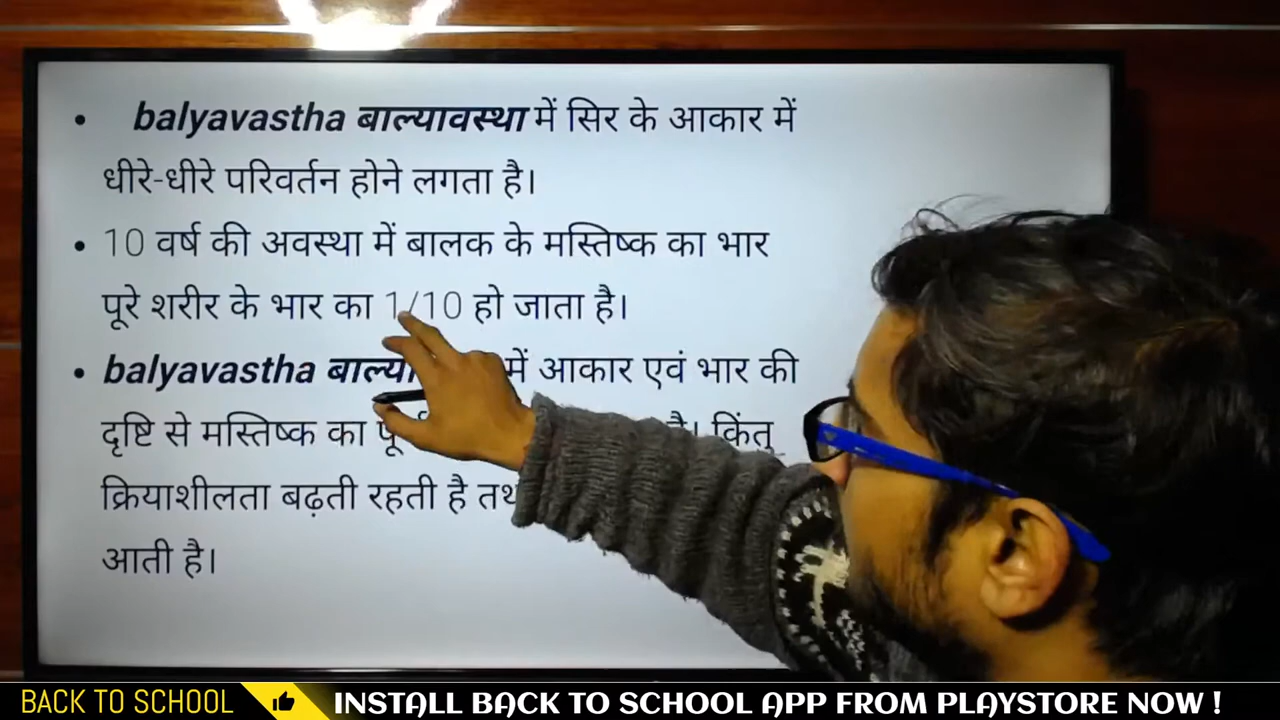 • balyavastha बाल्यावस्था में सिर के आकार में
धीरे-धीरे परिवर्तन होने लगता है।
• 10 वर्ष की अवस्था में बालक के मस्तिष्क का भार
पूरे शरीर के भार का 1/10 हो जाता है।
• balyavastha में आकार एवं भार की
दृष्टि से मस्तिष्क का है। किंतु
क्रियाशीलता बढ़ती रहती है
आती है।
BACK TO SCHOOL INSTALL BACK TO SCHOOL APP FROM PLAYSTORE NOW !